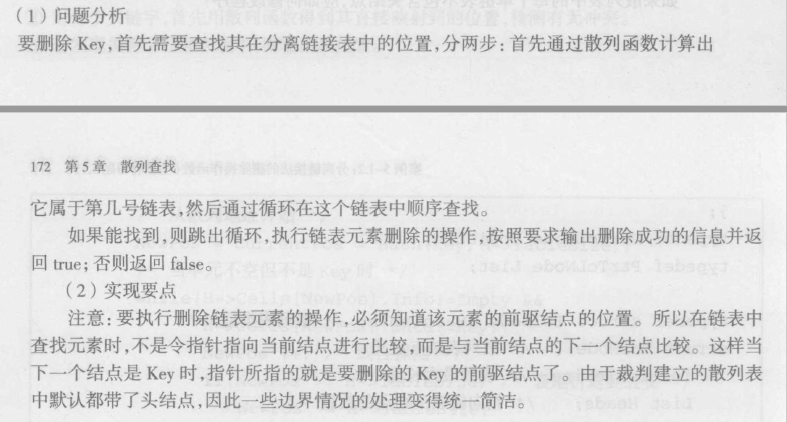 (1)问题分析
要删除 Key,首先需要查找其在分离链接表中的位置,分两步:首先通过散列函数计算出
172 第5章 散列查找
它属于第几号链表,然后通过循环在这个链表中顺序查找。
如果能找到,则跳出循环,执行链表元素删除的操作,按照要求输出删除成功的信息并返
回 true;否则返回 false。
(2)实现要点
注意:要执行删除链表元素的操作,必须知道该元素的前驱结点的位置。所以在链表中
查找元素时,不是令指针指向当前结点进行比较,而是与当前结点的下一个结点比较。这样当
下一个结点是 Key 时,指针所指的就是要删除的 Key 的前驱结点了。由于裁判建立的散列表
中默认都带了头结点,因此一些边界情况的处理变得统一简洁。